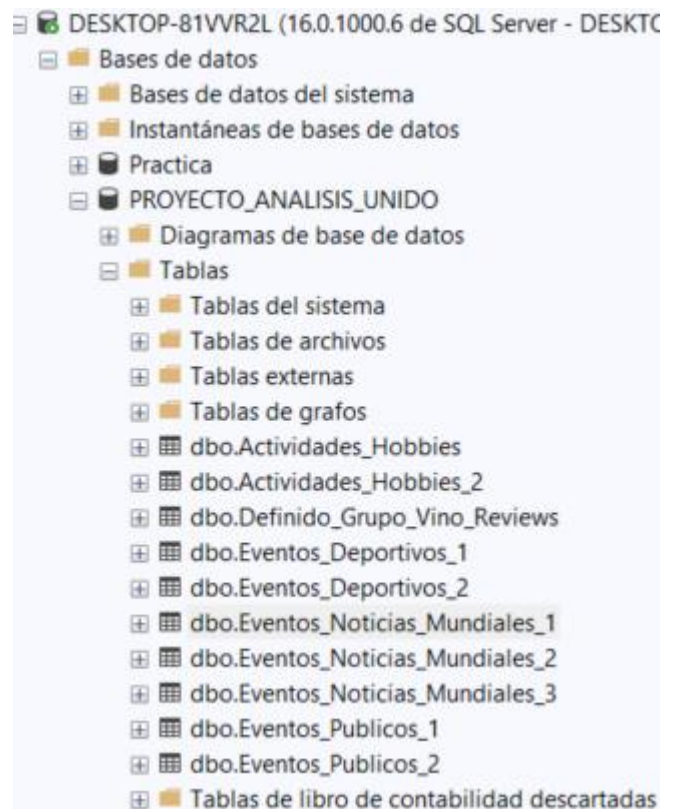 DESKTOP-81VVR2L (16.0.1000.6 de SQL Server - DESKTO
Bases de datos
Bases de datos del sistema
Instantáneas de bases de datos
Practica
PROYECTO_ANALISIS_UNIDO
Diagramas de base de datos
Tablas
Tablas del sistema
Tablas de archivos
Tablas externas
Tablas de grafos
dbo.Actividades_Hobbies
dbo.Actividades_Hobbies_2
dbo.Definido_Grupo_Vino_Reviews
dbo.Eventos_Deportivos_1
dbo.Eventos_Deportivos_2
dbo.Eventos_Noticias_Mundiales_1
dbo.Eventos_Noticias_Mundiales_2
dbo.Eventos_Noticias_Mundiales_3
dbo.Eventos_Publicos_1
dbo.Eventos_Publicos_2
Tablas de libro de contabilidad descartadas